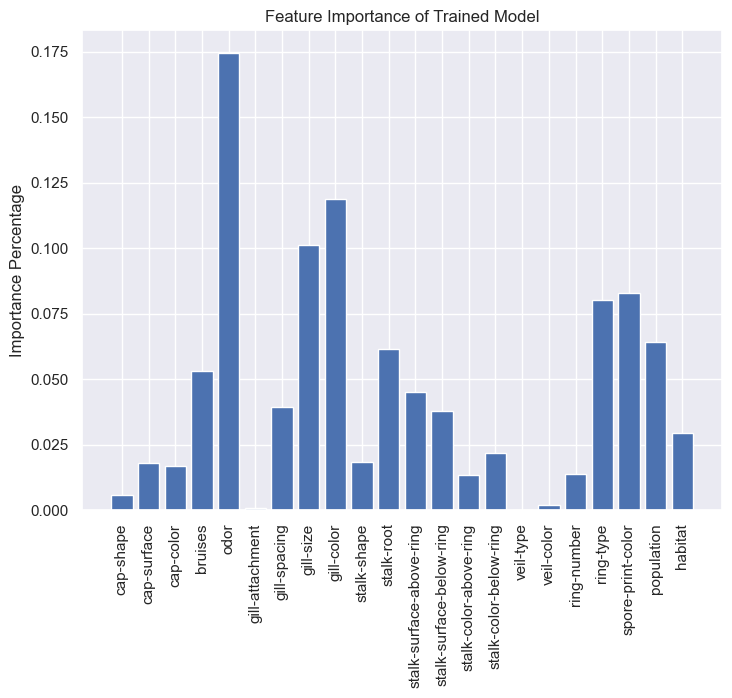 Feature Importance of Trained Model
Importance Percentage
0.175
0.150
0.125
0.100
0.075
0.050
0.025
0.000
cap-shape
cap-surface
cap-color
bruises
odor
gill-attachment
gill-spacing
gill-size
gill-color
stalk-shape
stalk-root
stalk-surface-above-ring
stalk-surface-below-ring
stalk-color-above-ring
stalk-color-below-ring
veil-type
veil-color
ring-number
ring-type
spore-print-color
population
habitat